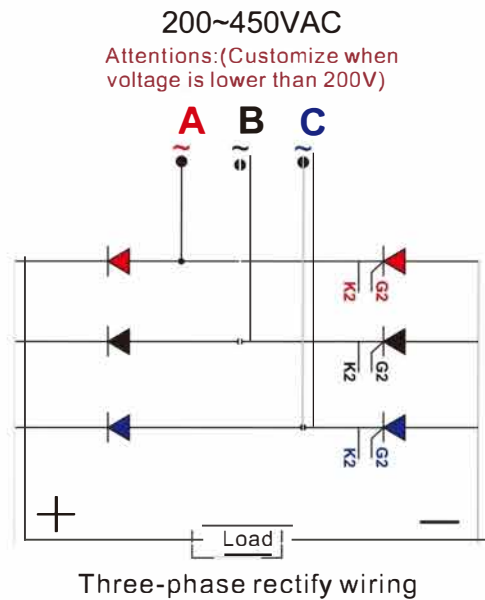 200~450VAC
Attentions:(Customize when
voltage is lower than 200V)
A B C
~ ~ ~
K2 G2
K2 G2
K2 G2
+ —
Load
Three-phase rectify wiring